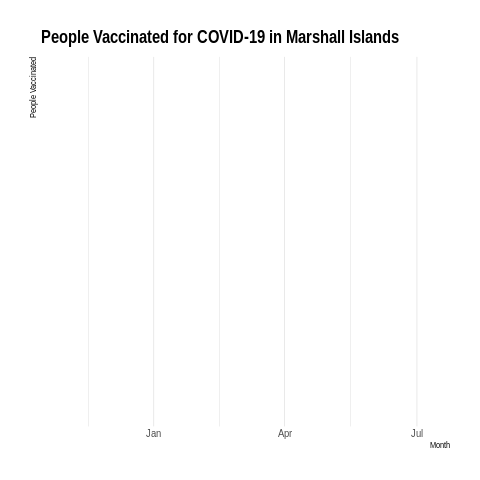 People Vaccinated for COVID-19 in Marshall Islands
People Vaccinated
Jan
Apr
Jul
Month